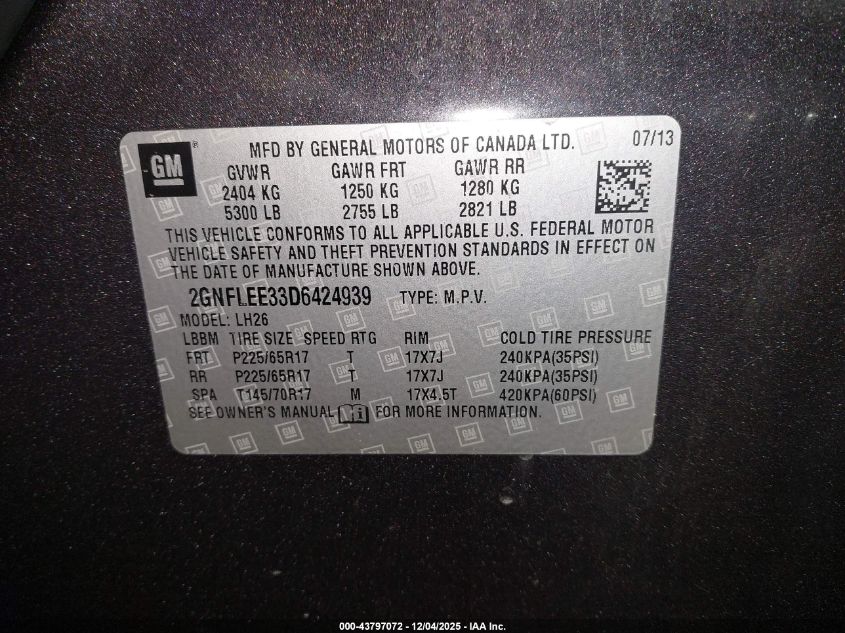 GM
MFD BY GENERAL MOTORS OF CANADA LTD. 07/13
GVWR GAWR FRT GAWR RR
2404 KG 1250 KG 1280 KG
5300 LB 2755 LB 2821 LB
THIS VEHICLE CONFORMS TO ALL APPLICABLE U.S. FEDERAL MOTOR
VEHICLE SAFETY AND THEFT PREVENTION STANDARDS IN EFFECT ON
THE DATE OF MANUFACTURE SHOWN ABOVE.
2GNFLEE33D6424939 TYPE: M.P.V.
MODEL: LH26
LBBM TIRE SIZE SPEED RTG RIM COLD TIRE PRESSURE
FRT P225/65R17 T 17X7J 240KPA(35PSI)
RR P225/65R17 T 17X7J 240KPA(35PSI)
SPA T145/70R17 M 17X4.5T 420KPA(60PSI)
SEE OWNER'S MANUAL FOR MORE INFORMATION.
000-43797072 - 12/04/2025 - IAA Inc.